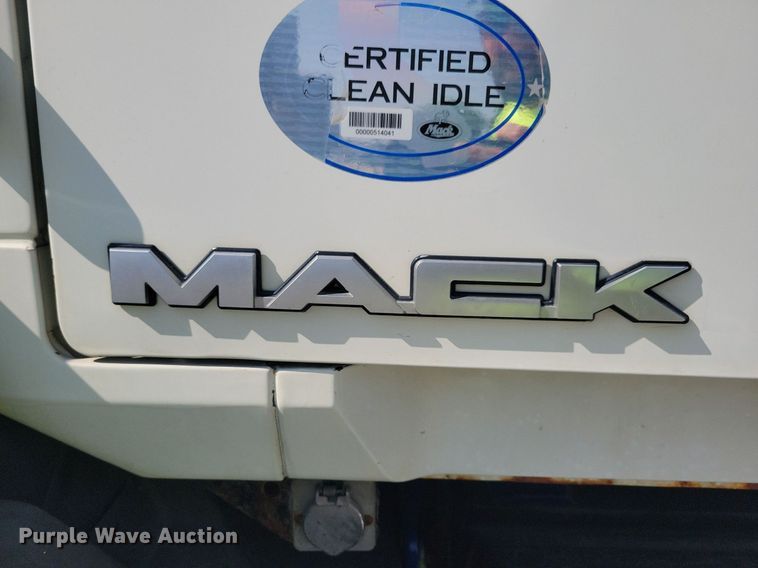 CERTIFIED
CLEAN IDLE
00000514041
Mack
MACK
Purple Wave Auction